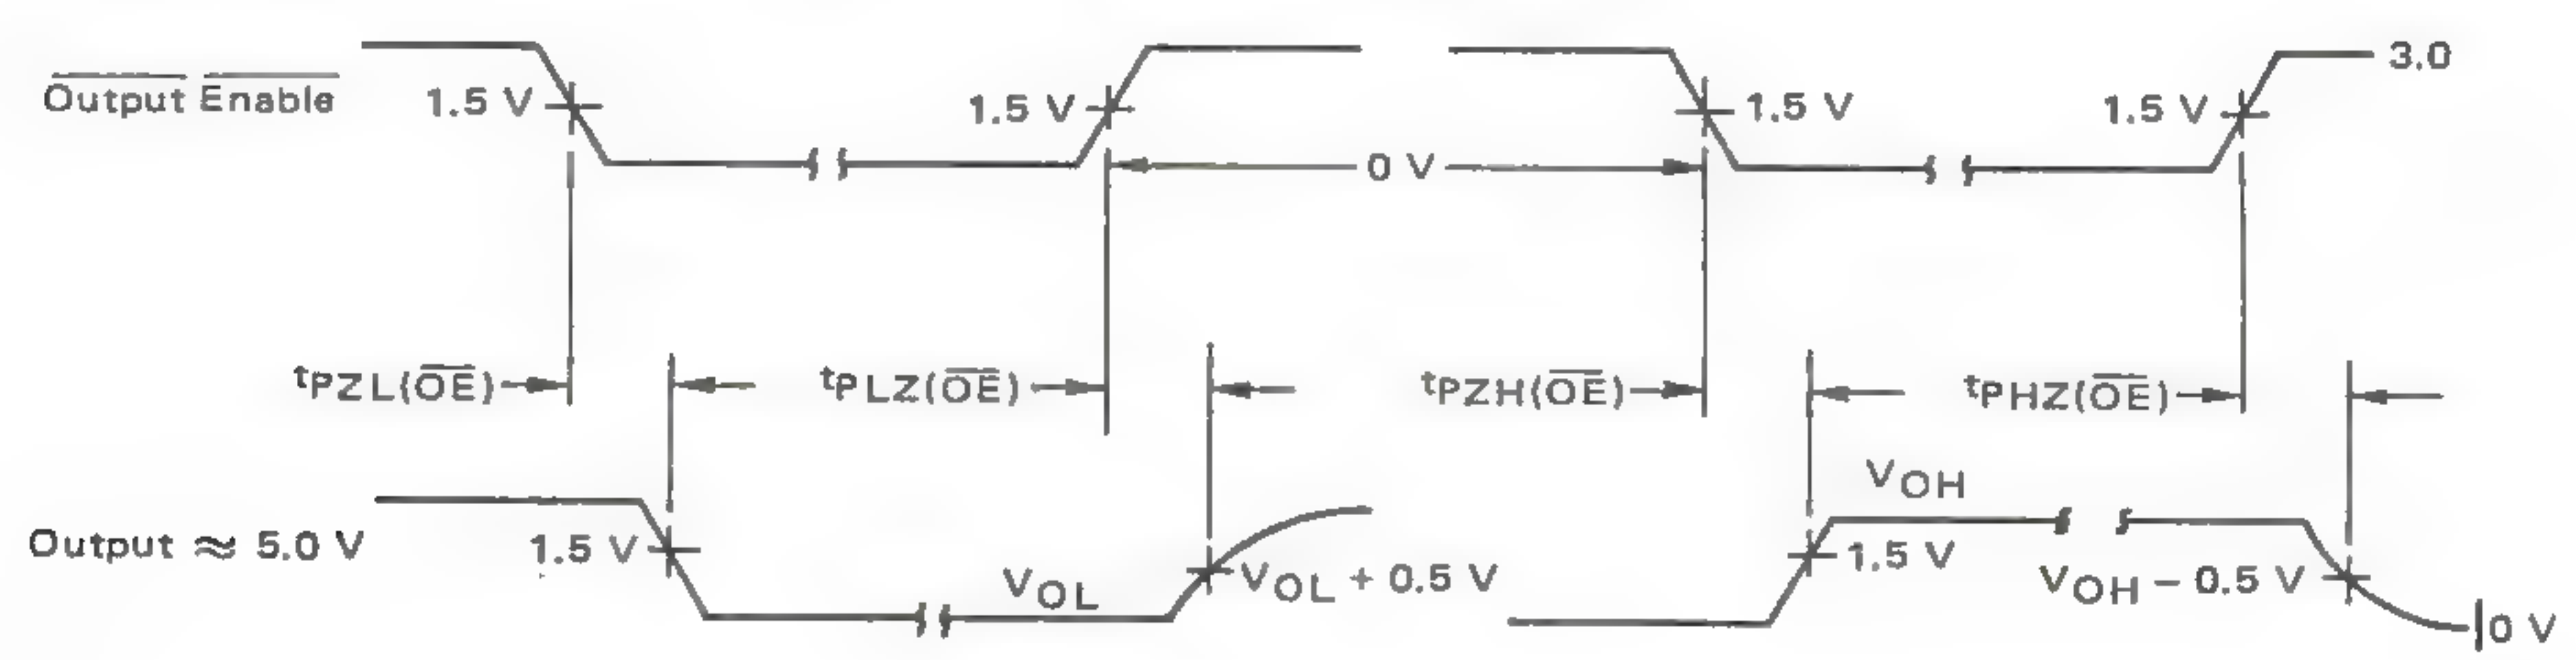 3.0
Output Enable
1.5 V
1.5 V
1.5 V
1.5 V
0 V
tPZL(OE)
tPLZ(OE)
tPZH(OE)
tPHZ(OE)
VOH
Output ≈ 5.0 V
1.5 V
VOL
VOL + 0.5 V
1.5 V
VOH − 0.5 V
0 V